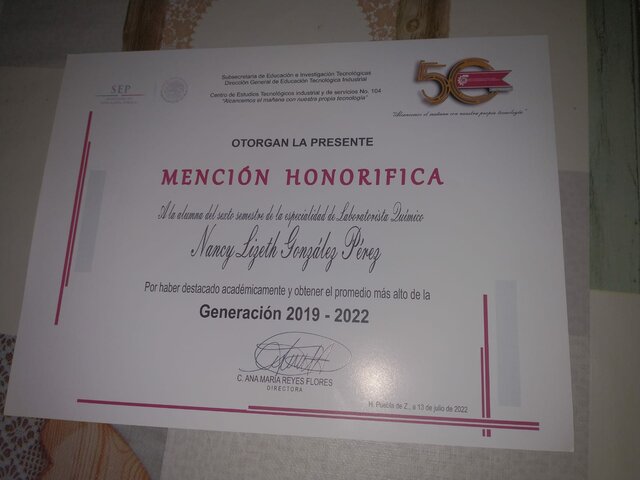 SEP
Subsecretaría de Educación e Investigación Tecnológicas
Dirección General de Educación Tecnológica Industrial
Centro de Estudios Tecnológicos industrial y de servicios No. 104
"Alcancemos el mañana con nuestra propia tecnología"
50
"Alcancemos el mañana con nuestra propia tecnología"
OTORGAN LA PRESENTE
MENCIÓN HONORIFICA
A la alumna del sexto semestre de la especialidad de Laboratorista Químico
Nancy Lizeth González Pérez
Por haber destacado académicamente y obtener el promedio más alto de la
Generación 2019 - 2022
C. ANA MARÍA REYES FLORES
DIRECTORA
H. Puebla de Z., a 13 de julio de 2022